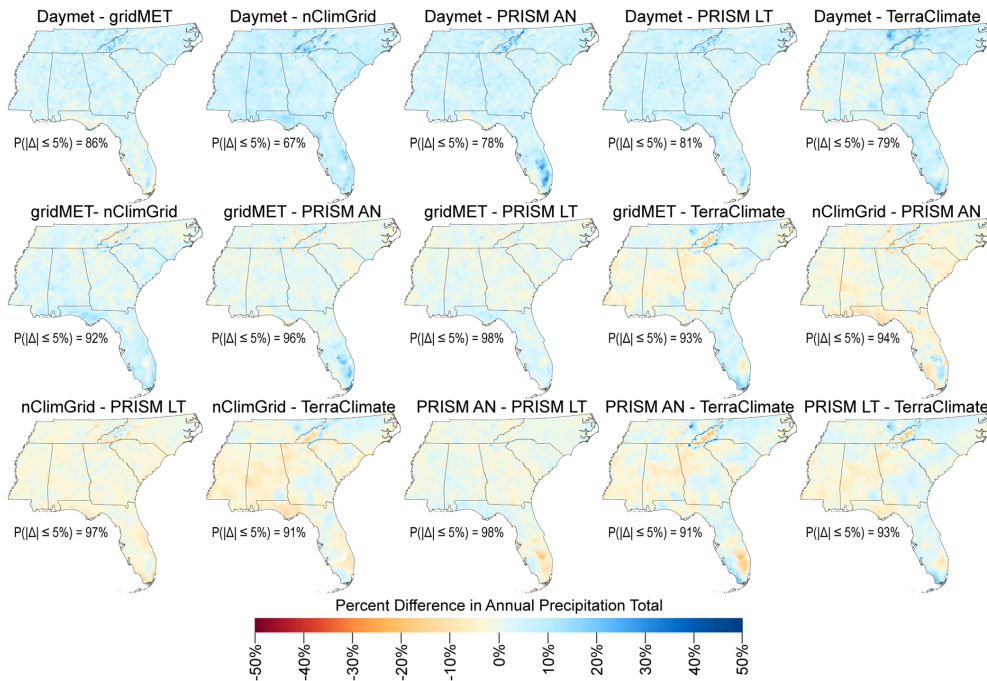 Daymet - gridMET
Daymet - nClimGrid
Daymet - PRISM AN
Daymet - PRISM LT
Daymet - TerraClimate
P(|Δ| ≤ 5%) = 86%
P(|Δ| ≤ 5%) = 67%
P(|Δ| ≤ 5%) = 78%
P(|Δ| ≤ 5%) = 81%
P(|Δ| ≤ 5%) = 79%
gridMET- nClimGrid
gridMET - PRISM AN
gridMET - PRISM LT
gridMET - TerraClimate
nClimGrid - PRISM AN
P(|Δ| ≤ 5%) = 92%
P(|Δ| ≤ 5%) = 96%
P(|Δ| ≤ 5%) = 98%
P(|Δ| ≤ 5%) = 93%
P(|Δ| ≤ 5%) = 94%
nClimGrid - PRISM LT
nClimGrid - TerraClimate
PRISM AN - PRISM LT
PRISM AN - TerraClimate
PRISM LT - TerraClimate
P(|Δ| ≤ 5%) = 97%
P(|Δ| ≤ 5%) = 91%
P(|Δ| ≤ 5%) = 98%
P(|Δ| ≤ 5%) = 91%
P(|Δ| ≤ 5%) = 93%
Percent Difference in Annual Precipitation Total
-50%
-40%
-30%
-20%
-10%
0%
10%
20%
30%
40%
50%